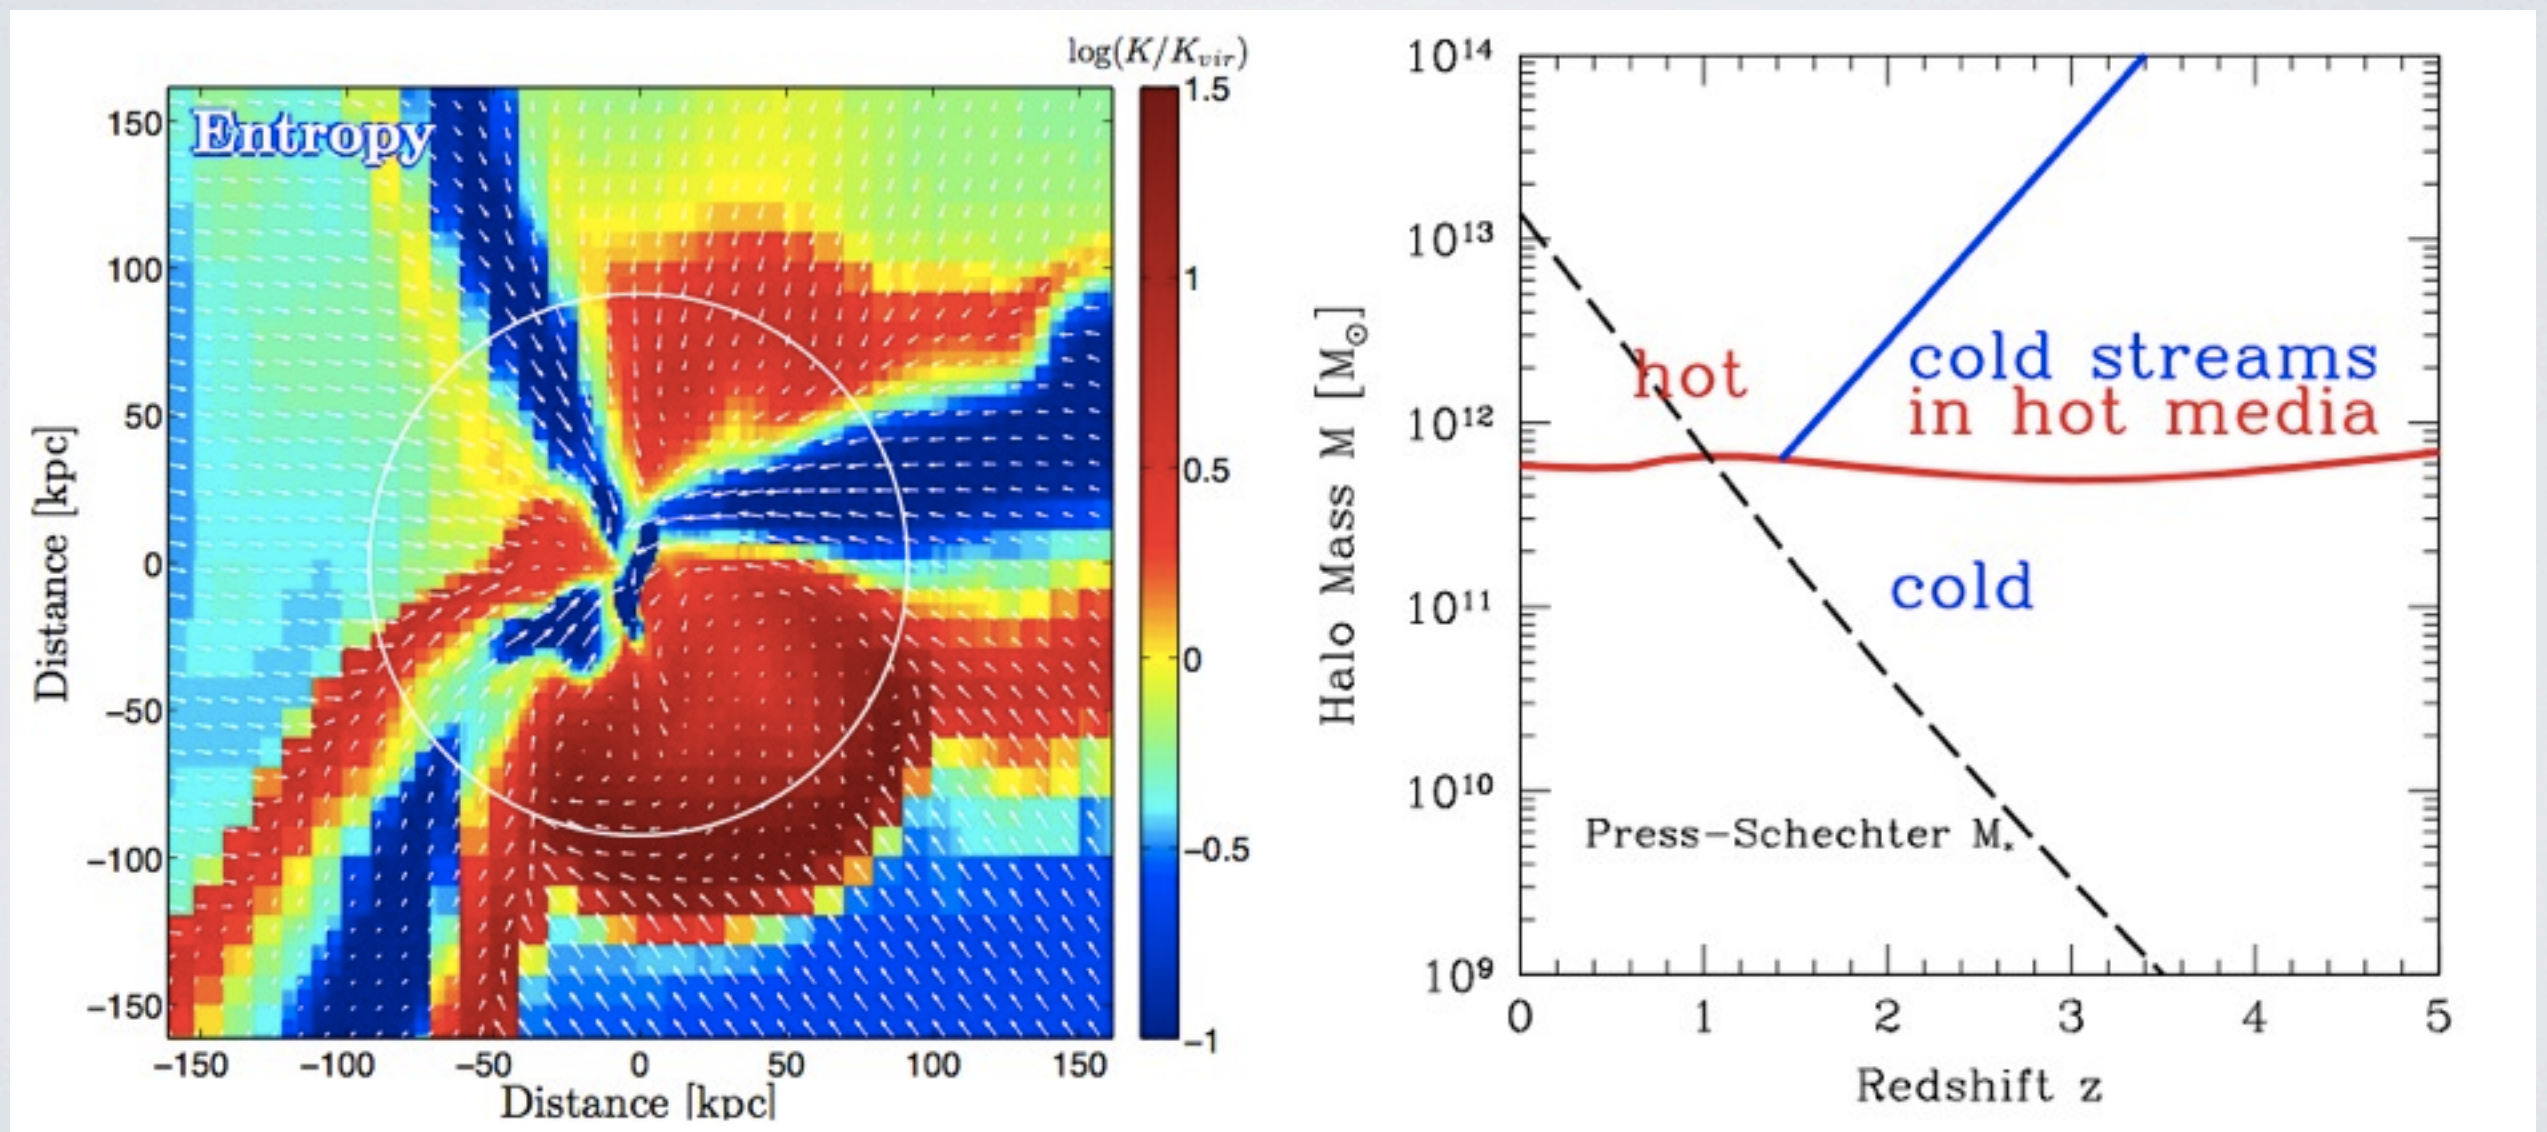 log(K/K_vir)
Entropy
150
100
50
0
−50
−100
−150
Distance [kpc]
−150
−100
−50
0
50
100
150
Distance [kpc]
1.5
1
0.5
0
−0.5
−1
10¹⁴
10¹³
10¹²
10¹¹
10¹⁰
10⁹
Halo Mass M [M☉]
hot
cold streams
in hot media
cold
Press−Schechter M*
0
1
2
3
4
5
Redshift z